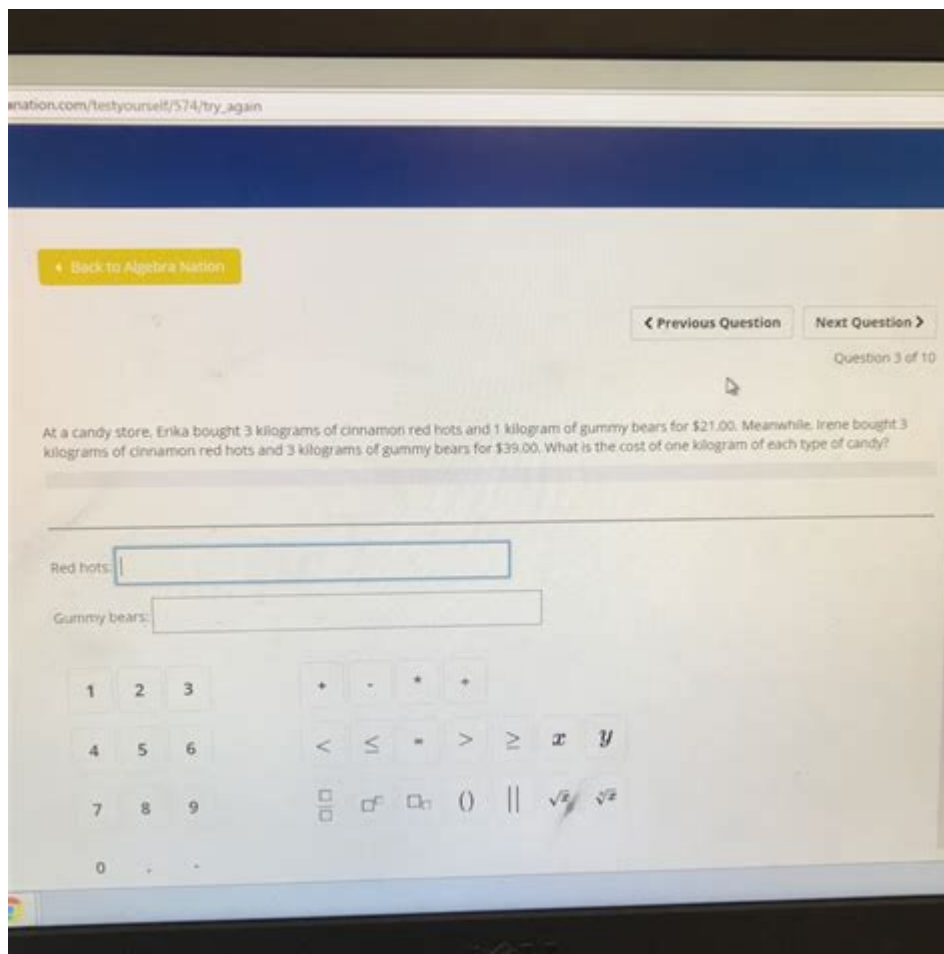 nation.com/testyourself/574/try_again
Back to Algebra Nation
Previous Question Next Question
Question 3 of 10
At a candy store, Erika bought 3 kilograms of cinnamon red hots and 1 kilogram of gummy bears for $21.00. Meanwhile, Irene bought 3
kilograms of cinnamon red hots and 3 kilograms of gummy bears for $39.00. What is the cost of one kilogram of each type of candy?
Red hots:
Gummy bears:
1 2 3 + - * ÷
4 5 6 < ≤ = > ≥ x y
7 8 9 () ||
0 . -